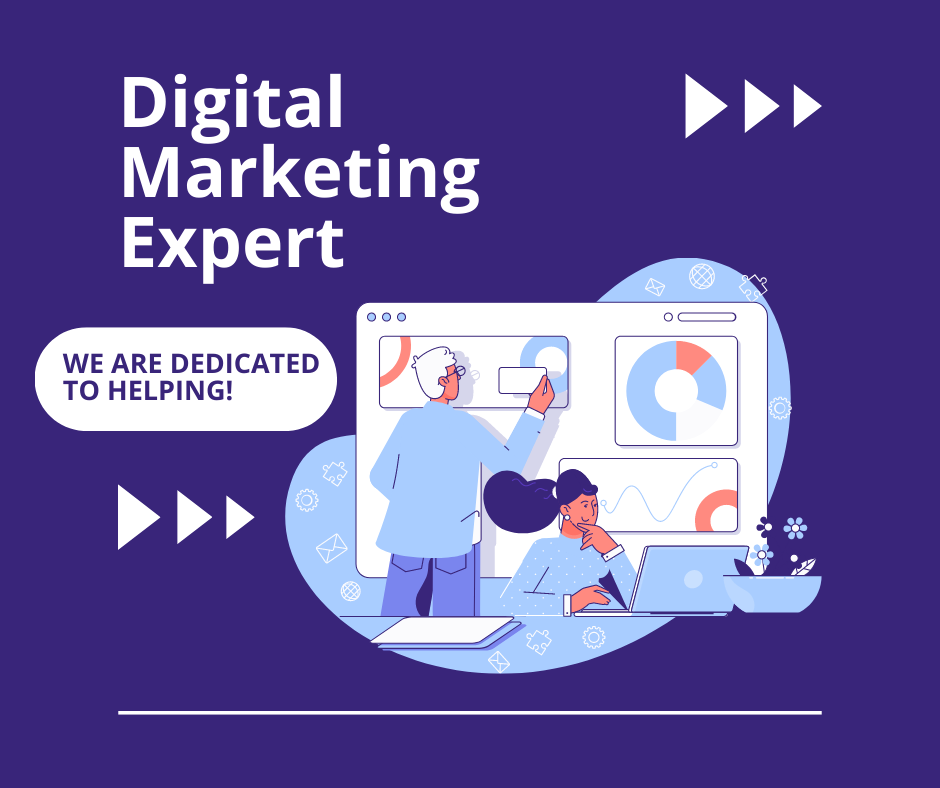 Digital
Marketing
Expert
WE ARE DEDICATED
TO HELPING!